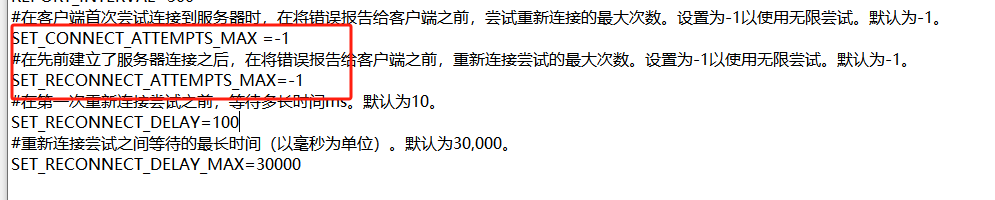 #在客户端首次尝试连接到服务器时，在将错误报告给客户端之前，尝试重新连接的最大次数。设置为-1以使用无限尝试。默认为-1。
SET_CONNECT_ATTEMPTS_MAX =-1
#在先前建立了服务器连接之后，在将错误报告给客户端之前，重新连接尝试的最大次数。设置为-1以使用无限尝试。默认为-1。
SET_RECONNECT_ATTEMPTS_MAX=-1
#在第一次重新连接尝试之前，等待多长时间ms。默认为10。
SET_RECONNECT_DELAY=100
#重新连接尝试之间等待的最长时间（以毫秒为单位）。默认为30,000。
SET_RECONNECT_DELAY_MAX=30000